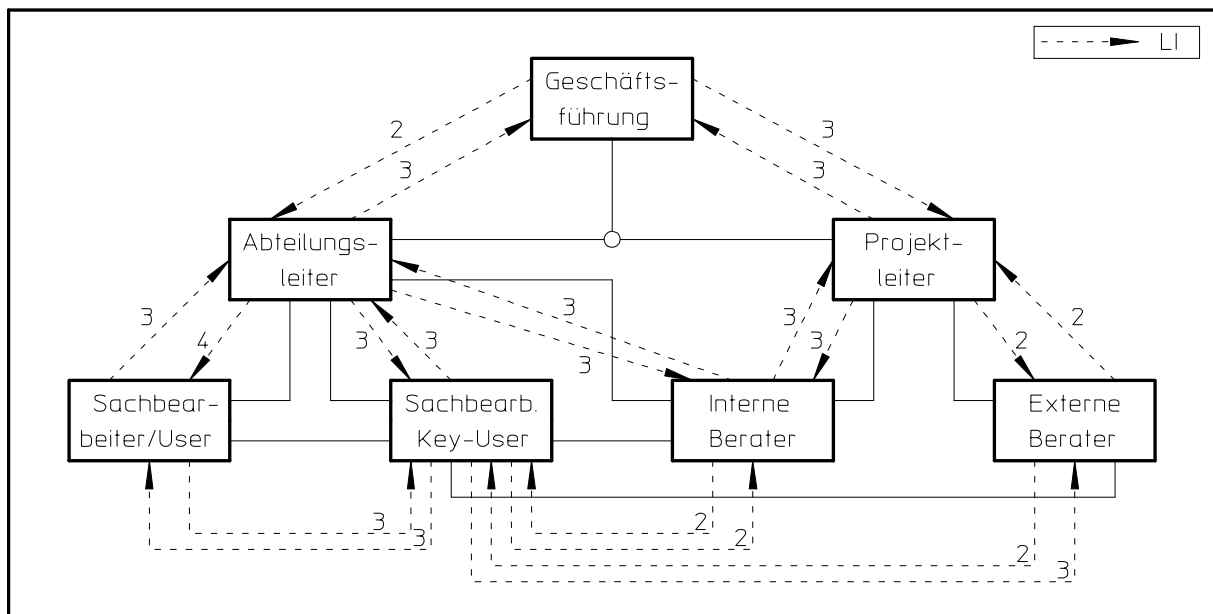 LI
Geschäfts-
führung
2
3
3
3
Abteilungs-
leiter
Projekt-
leiter
3
4
3
3
3
3
3
3
2
2
Sachbear-
beiter/User
Sachbearb.
Key-User
Interne
Berater
Externe
Berater
3
3
2
2
2
3